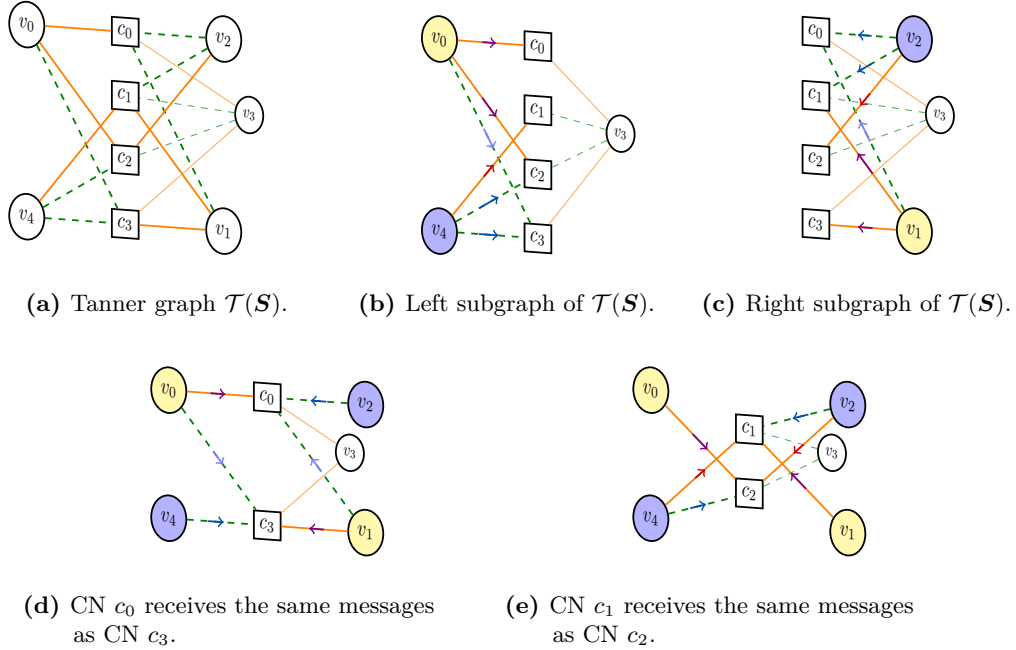 v0
c0
v2
c1
v3
c2
v4
c3
v1
(a) Tanner graph 𝒯(S).
v0
c0
c1
v3
c2
v4
c3
(b) Left subgraph of 𝒯(S).
c0
v2
c1
v3
c2
c3
v1
(c) Right subgraph of 𝒯(S).
v0
c0
v2
v3
v4
c3
v1
(d) CN c0 receives the same messages
as CN c3.
v0
v2
c1
v3
c2
v4
v1
(e) CN c1 receives the same messages
as CN c2.